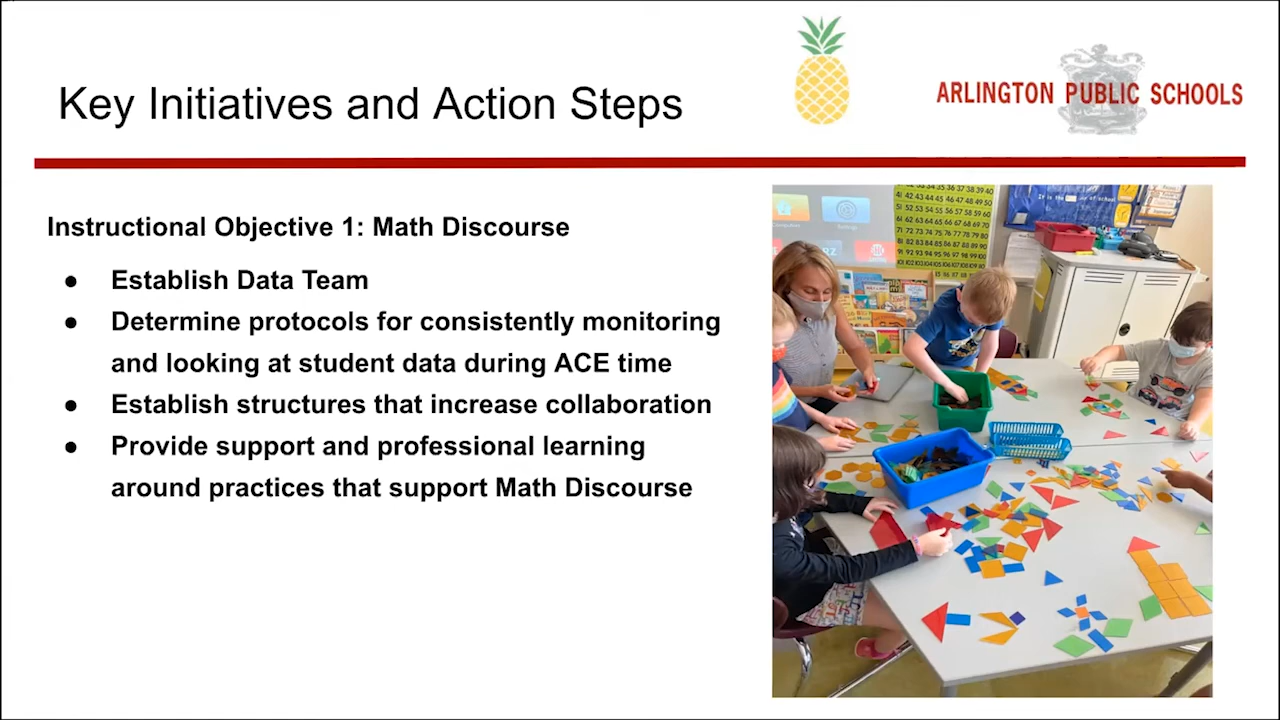 Key Initiatives and Action Steps
ARLINGTON PUBLIC SCHOOLS
Instructional Objective 1: Math Discourse
● Establish Data Team
● Determine protocols for consistently monitoring
and looking at student data during ACE time
● Establish structures that increase collaboration
● Provide support and professional learning
around practices that support Math Discourse